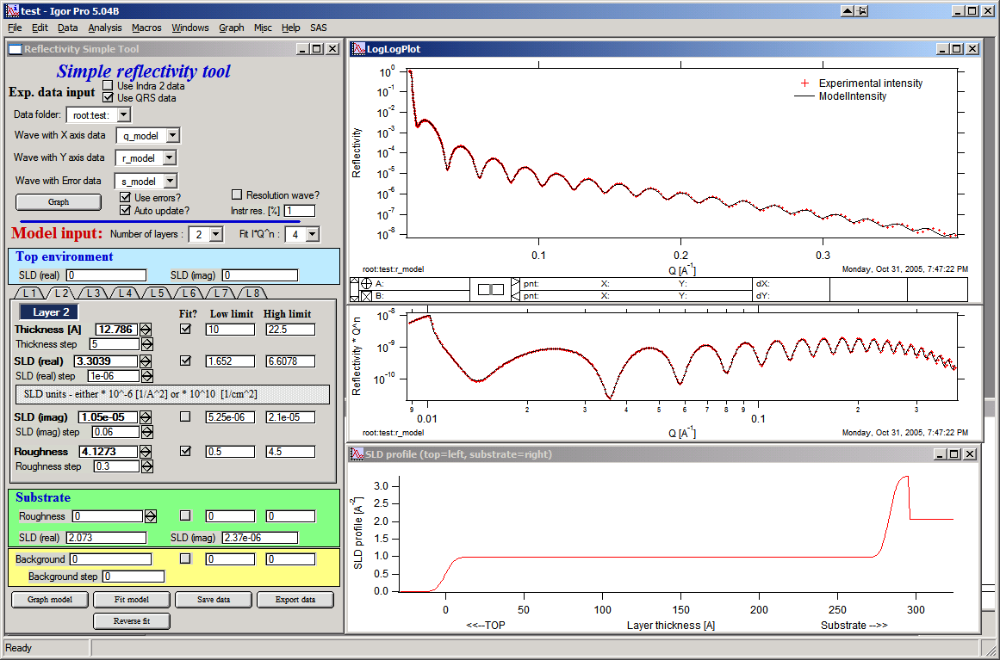 test - Igor Pro 5.04B
File Edit Data Analysis Macros Windows Graph Misc Help SAS
Reflectivity Simple Tool
Simple reflectivity tool
Exp. data input
Use Indra 2 data
Use QRS data
Data folder: root:test:
Wave with X axis data q_model
Wave with Y axis data r_model
Wave with Error data s_model
Graph
Use errors?
Resolution wave?
Auto update?
Instr res. [%] 1
Model input: Number of layers : 2 Fit I*Q^n : 4
Top environment
SLD (real) 0 SLD (imag) 0
L 1 L 2 L 3 L 4 L 5 L 6 L 7 L 8
Layer 2 Fit? Low limit High limit
Thickness [A] 12.786 10 22.5
Thickness step 5
SLD (real) 3.3039 1.652 6.6078
SLD (real) step 1e-06
SLD units - either * 10^-6 [1/A^2] or * 10^10 [1/cm^2]
SLD (imag) 1.05e-05 5.25e-06 2.1e-05
SLD (imag) step 0.06
Roughness 4.1273 0.5 4.5
Roughness step 0.3
Substrate
Roughness 0 0 0
SLD (real) 2.073 SLD (imag) 2.37e-06
Background 0 0 0
Background step 0
Graph model Fit model Save data Export data
Reverse fit
Ready
LogLogPlot
Reflectivity
10^0
10^-1
10^-2
10^-3
10^-4
10^-5
10^-6
10^-7
10^-8
Experimental intensity
ModelIntensity
0.1 0.2 0.3
Q [A^-1]
root:test:r_model Monday, Oct 31, 2005, 7:47:22 PM
A: pnt: X: Y: dX:
B: pnt: X: Y: dY:
Reflectivity * Q^n
10^-8
10^-9
10^-10
9 0.01 2 3 4 5 6 7 8 9 0.1 2 3
Q [A^-1]
root:test:r_model Monday, Oct 31, 2005, 7:47:22 PM
SLD profile (top=left, substrate=right)
SLD profile [A^-2]
3.0
2.5
2.0
1.5
1.0
0.5
0.0
0 50 100 150 200 250 300
<<--TOP Layer thickness [A] Substrate -->>